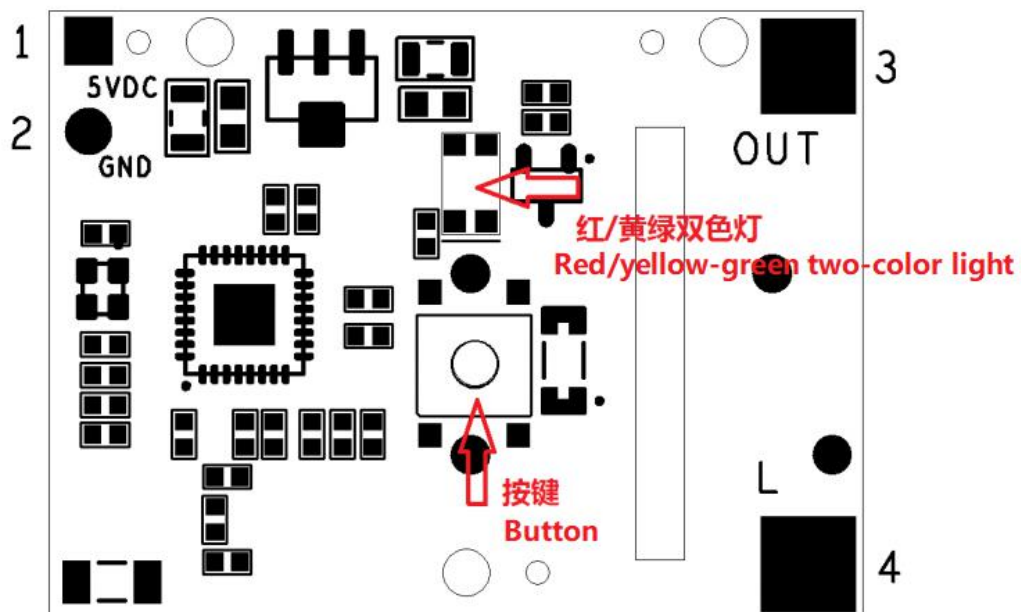 1
5VDC
2
GND
3
OUT
红/黄绿双色灯
Red/yellow-green two-color light
L
按键
Button
4